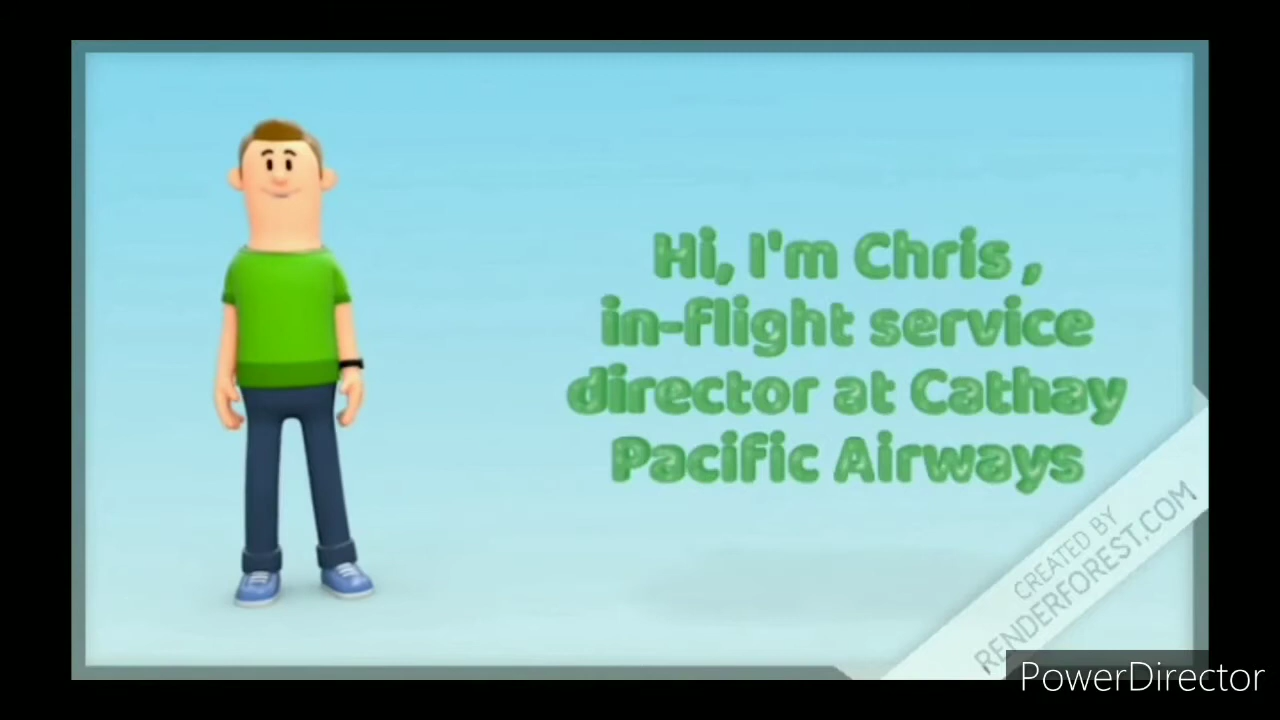 Hi, I'm Chris ,
in-flight service
director at Cathay
Pacific Airways
CREATED BY
RENDERFOREST.COM
PowerDirector